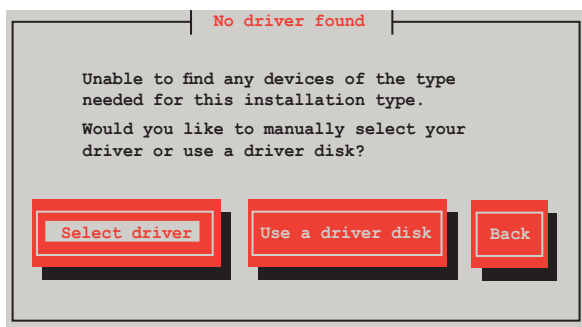 No driver found
Unable to find any devices of the type
needed for this installation type.
Would you like to manually select your
driver or use a driver disk?
Select driver
Use a driver disk
Back